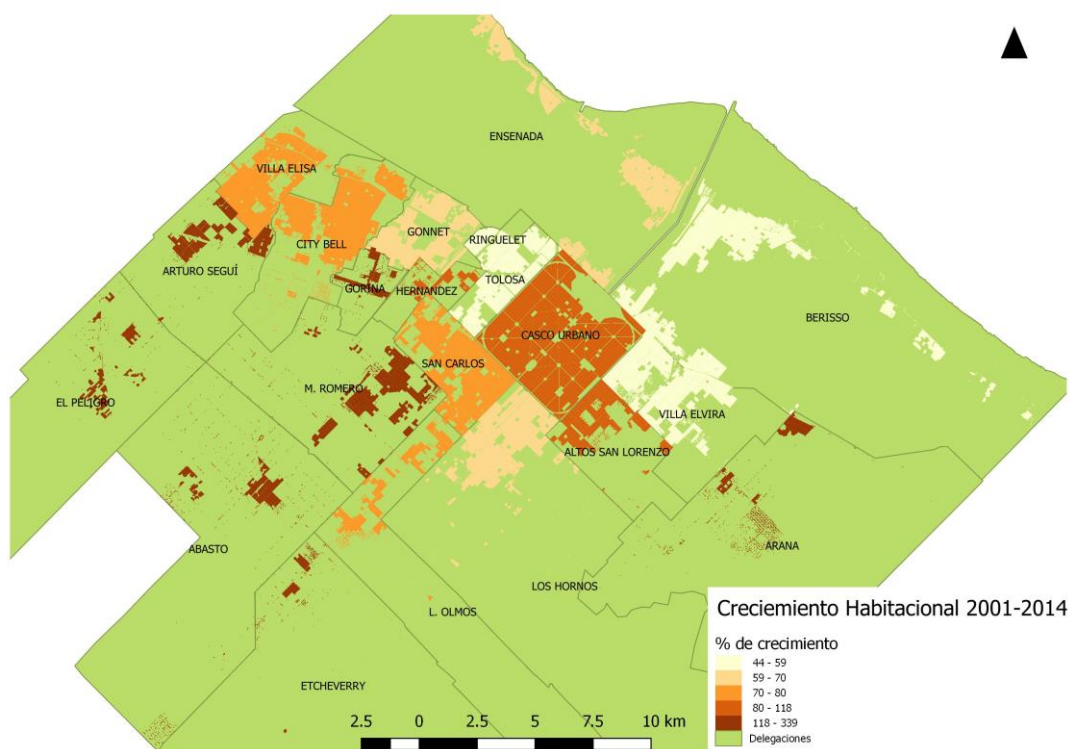 ENSENADA
VILLA ELISA
GONNET
RINGUELET
CITY BELL
ARTURO SEGUÍ
TOLOSA
GORINA
HERNANDEZ
BERISSO
CASCO URBANO
SAN CARLOS
M. ROMERO
EL PELIGRO
VILLA ELVIRA
ALTOS SAN LORENZO
ABASTO
ARANA
LOS HORNOS
L. OLMOS
ETCHEVERRY
Creciemiento Habitacional 2001-2014
% de crecimiento
44 - 59
59 - 70
70 - 80
80 - 118
118 - 339
Delegaciones
2.5 0 2.5 5 7.5 10 km